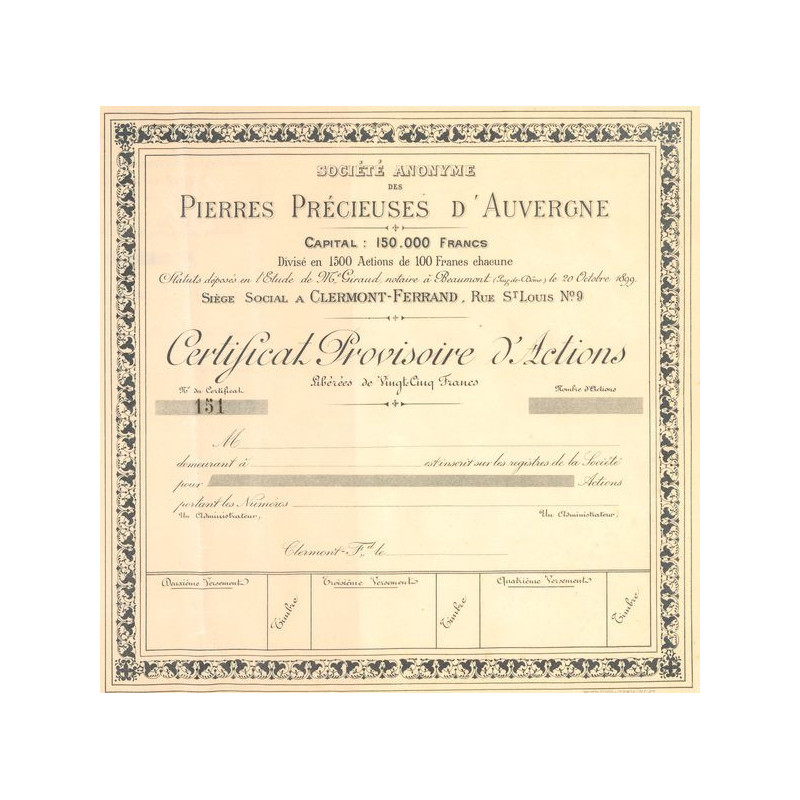 SOCIÉTÉ ANONYME
DES
PIERRES PRÉCIEUSES D'AUVERGNE
CAPITAL : 150.000 FRANCS
Divisé en 1500 Actions de 100 Francs chacune
Statuts déposés en l'Etude de Me Giraud, notaire à Beaumont (Puy-de-Dôme) le 20 Octobre 1899
SIÈGE SOCIAL A CLERMONT-FERRAND, RUE ST LOUIS No 9
Certificat Provisoire d'Actions
Libérées de Vingt-Cinq Francs
No du Certificat
Nombre d'Actions
151
M
demeurant à est inscrit sur les registres de la Société
pour Actions
portant les Numéros
Un Administrateur, Un Administrateur,
Clermont-Fd le
Deuxième Versement Timbre Troisième Versement Timbre Quatrième Versement Timbre